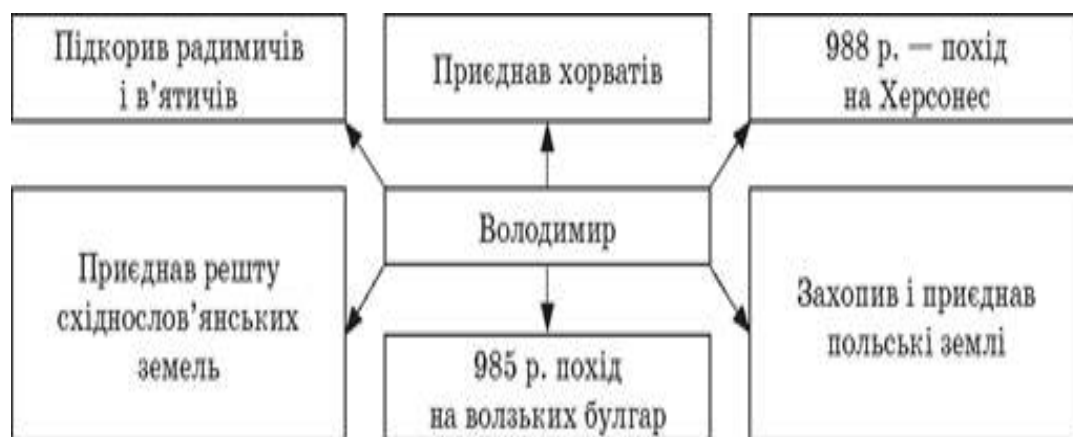 Підкорив радимичів
і в’ятичів
Приєднав хорватів
988 р. — похід
на Херсонес
Володимир
Приєднав решту
східнослов’янських
земель
985 р. похід
на волзьких булгар
Захопив і приєднав
польські землі